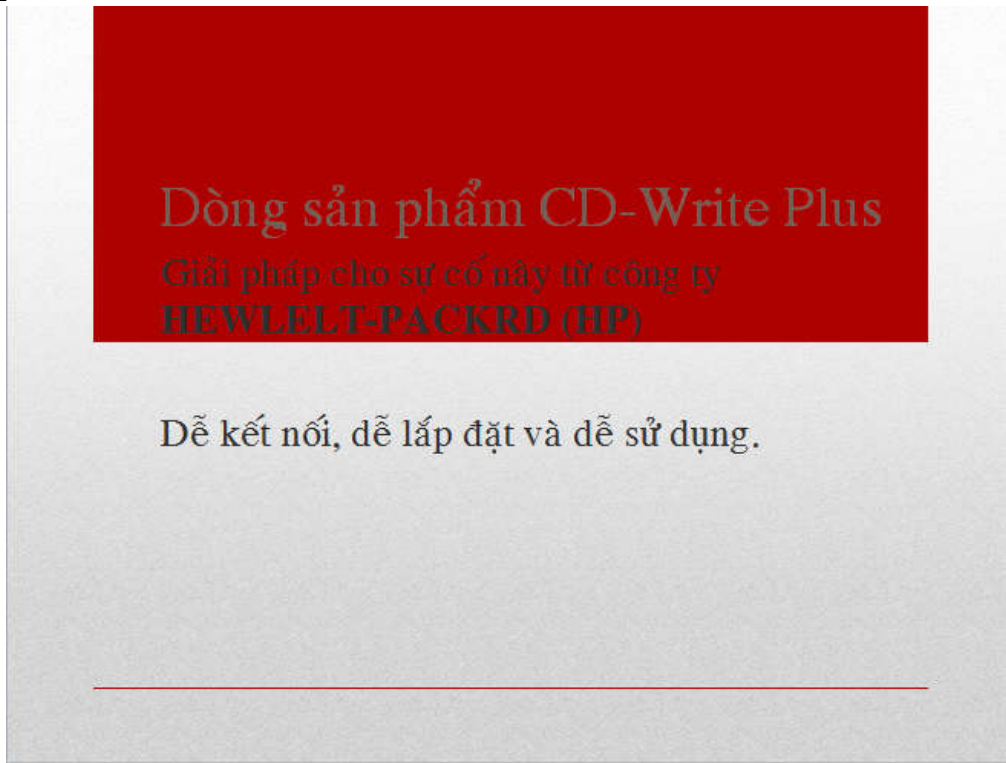 Dòng sản phẩm CD-Write Plus
Giải pháp cho sự cố này từ công ty
HEWLELT-PACKRD (HP)
Dễ kết nối, dễ lắp đặt và dễ sử dụng.